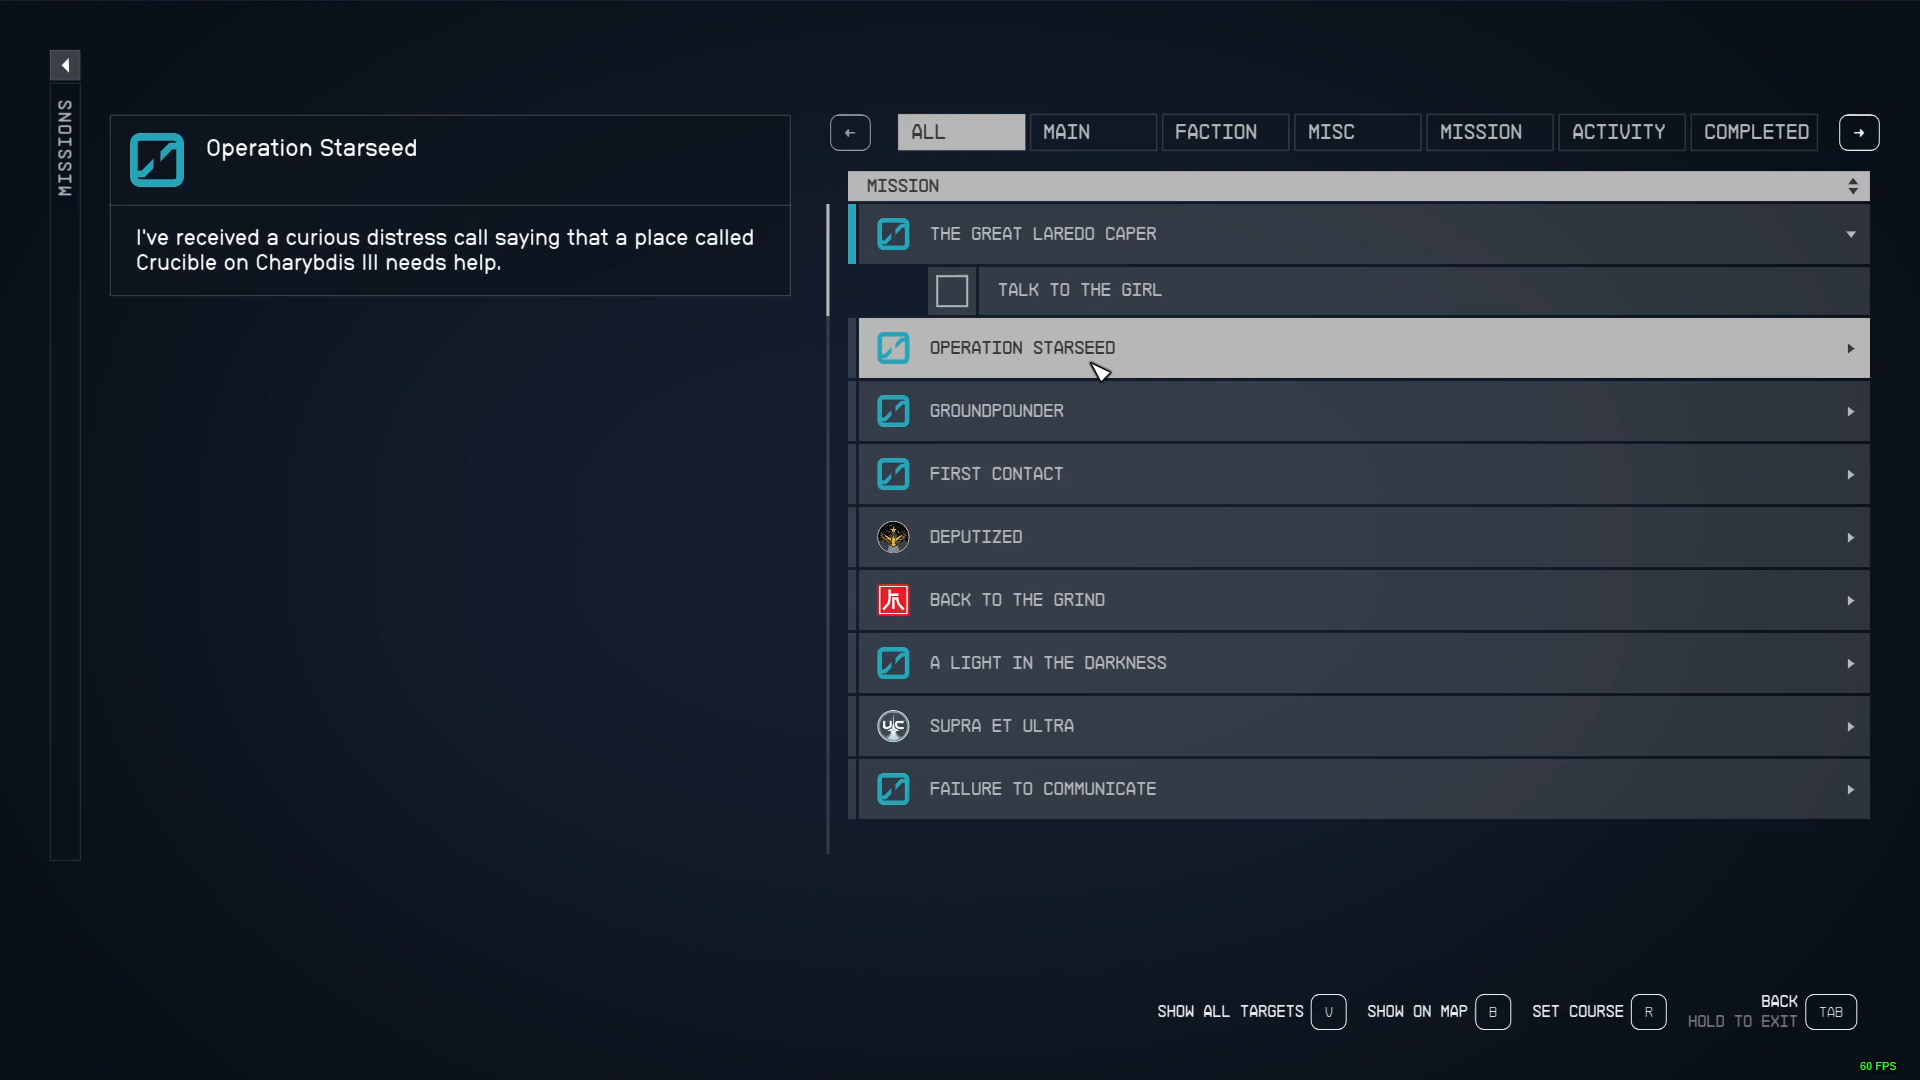 MISSIONS
Operation Starseed
I've received a curious distress call saying that a place called
Crucible on Charybdis III needs help.
ALL
MAIN
FACTION
MISC
MISSION
ACTIVITY
COMPLETED
MISSION
THE GREAT LAREDO CAPER
TALK TO THE GIRL
OPERATION STARSEED
GROUNDPOUNDER
FIRST CONTACT
DEPUTIZED
BACK TO THE GRIND
A LIGHT IN THE DARKNESS
UC
SUPRA ET ULTRA
FAILURE TO COMMUNICATE
SHOW ALL TARGETS V
SHOW ON MAP B
SET COURSE R
BACK
HOLD TO EXIT
TAB
60 FPS